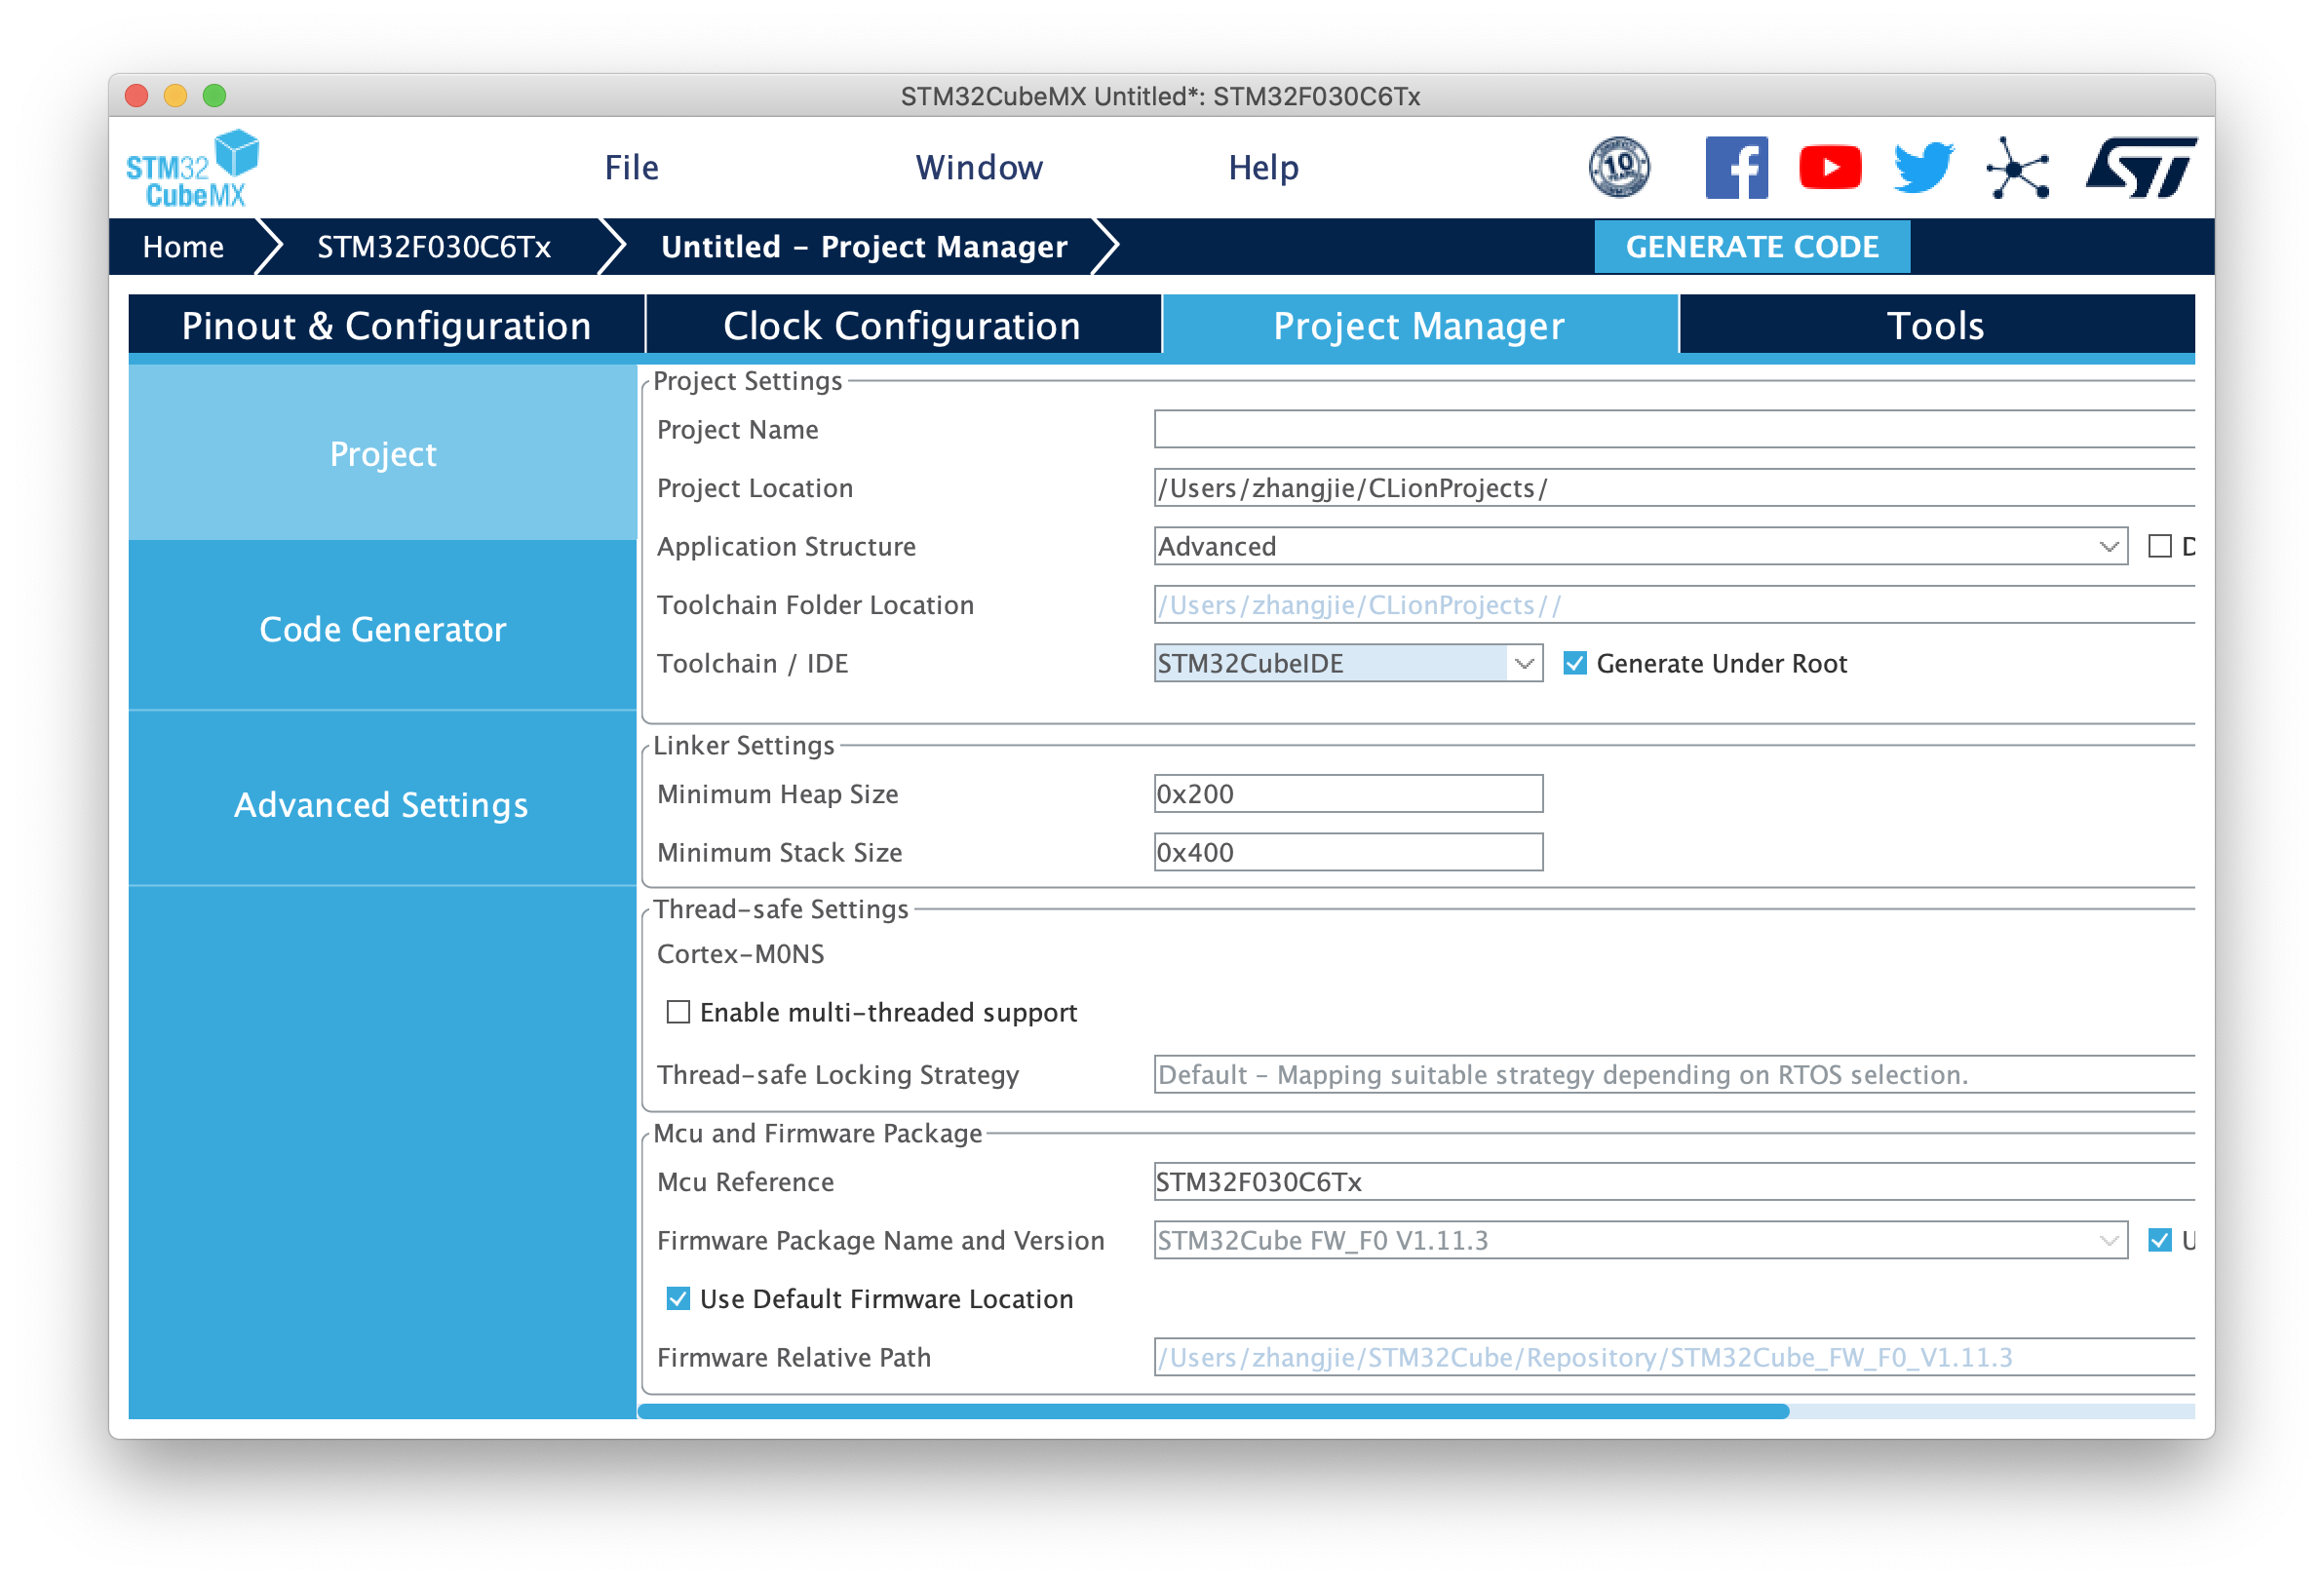 STM32CubeMX Untitled*: STM32F030C6Tx
STM32
CubeMX
File
Window
Help
10
YEARS
ST
Home
STM32F030C6Tx
Untitled - Project Manager
GENERATE CODE
Pinout & Configuration
Clock Configuration
Project Manager
Tools
Project
Code Generator
Advanced Settings
Project Settings
Project Name
Project Location
/Users/zhangjie/CLionProjects/
Application Structure
Advanced
D
Toolchain Folder Location
/Users/zhangjie/CLionProjects//
Toolchain / IDE
STM32CubeIDE
Generate Under Root
Linker Settings
Minimum Heap Size
0x200
Minimum Stack Size
0x400
Thread-safe Settings
Cortex-M0NS
Enable multi-threaded support
Thread-safe Locking Strategy
Default - Mapping suitable strategy depending on RTOS selection.
Mcu and Firmware Package
Mcu Reference
STM32F030C6Tx
Firmware Package Name and Version
STM32Cube FW_F0 V1.11.3
U
Use Default Firmware Location
Firmware Relative Path
/Users/zhangjie/STM32Cube/Repository/STM32Cube_FW_F0_V1.11.3